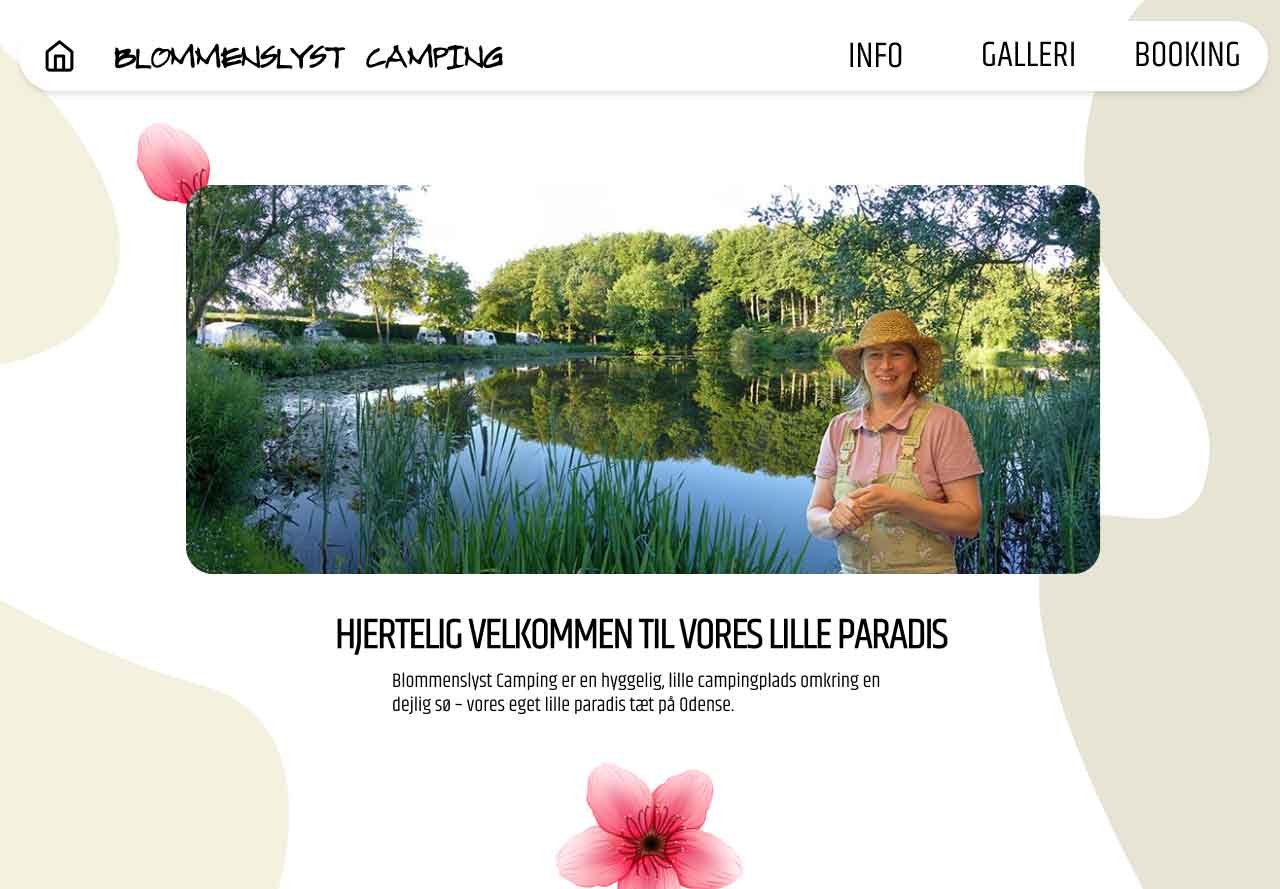 BLOMMENSLYST CAMPING
INFO
GALLERI
BOOKING
HJERTELIG VELKOMMEN TIL VORES LILLE PARADIS
Blommenslyst Camping er en hyggelig, lille campingplads omkring en
dejlig sø – vores eget lille paradis tæt på Odense.